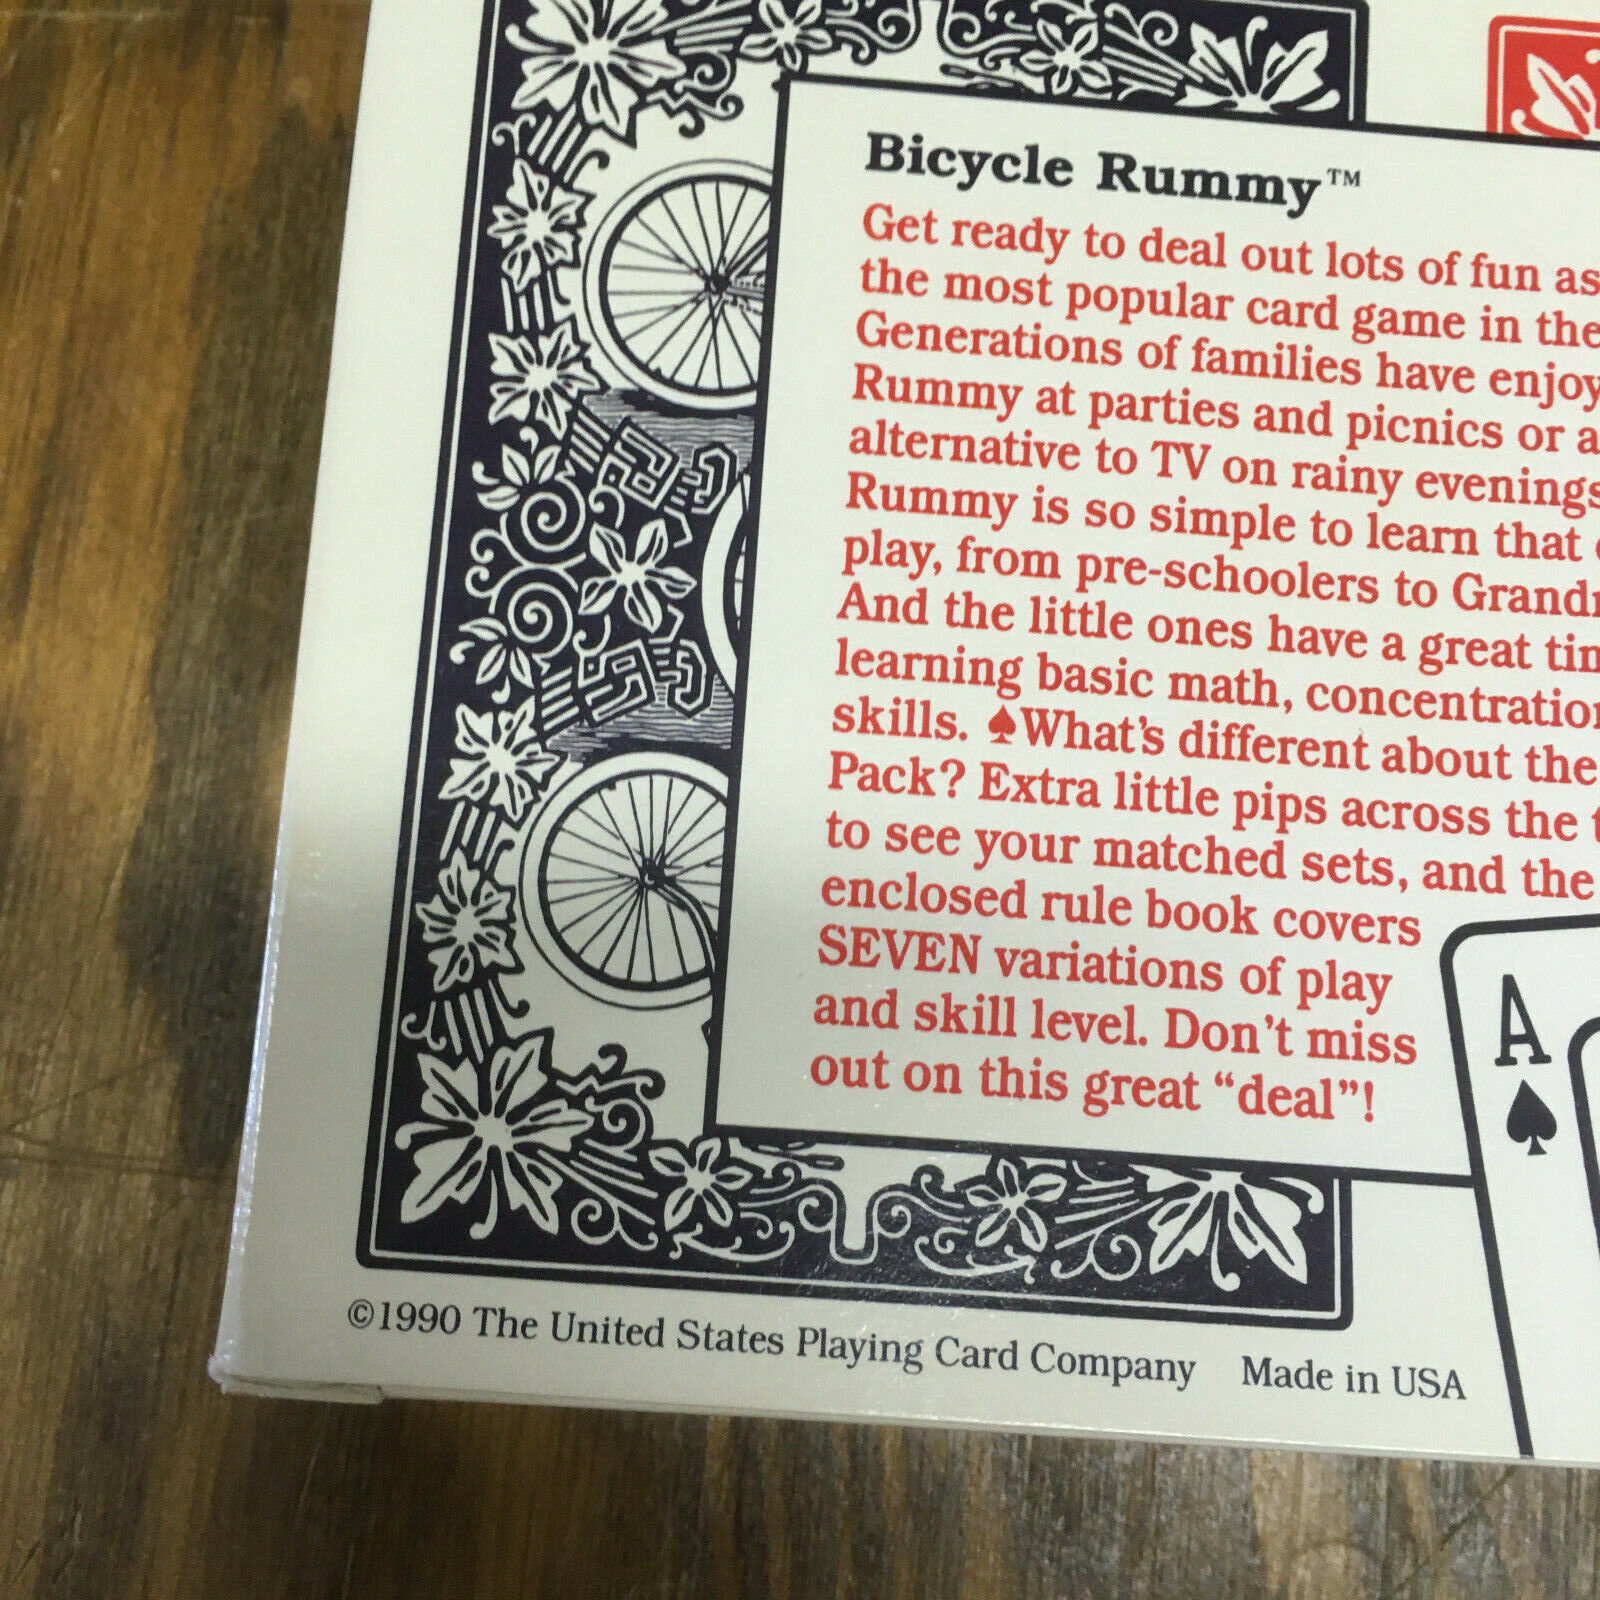 Bicycle Rummy™
Get ready to deal out lots of fun as
the most popular card game in the
Generations of families have enjoy
Rummy at parties and picnics or a
alternative to TV on rainy evenings
Rummy is so simple to learn that
play, from pre-schoolers to Grand
And the little ones have a great tim
learning basic math, concentration
skills. ♠What's different about the
Pack? Extra little pips across the t
to see your matched sets, and the
enclosed rule book covers
SEVEN variations of play
and skill level. Don't miss
out on this great “deal”!
A
♠
©1990 The United States Playing Card Company Made in USA